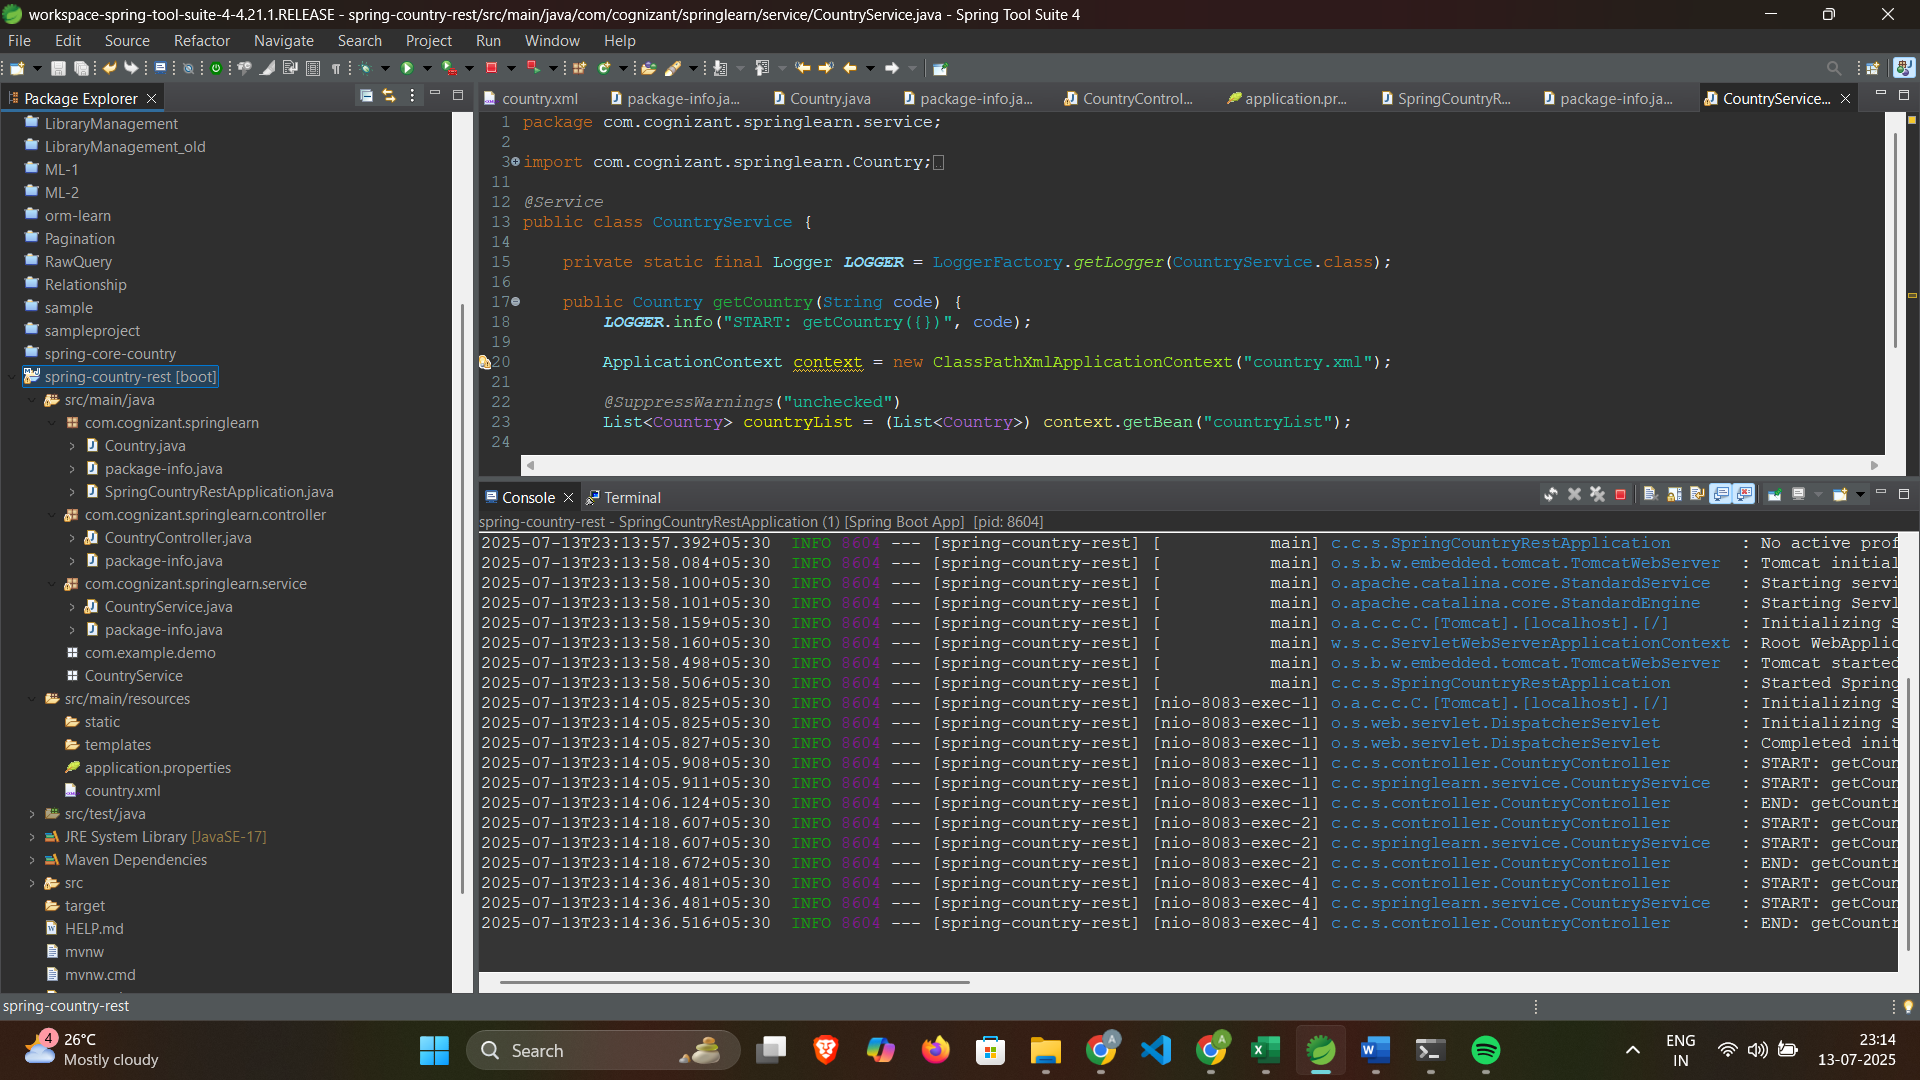 workspace-spring-tool-suite-4-4.21.1.RELEASE - spring-country-rest/src/main/java/com/cognizant/springlearn/service/CountryService.java - Spring Tool Suite 4
File Edit Source Refactor Navigate Search Project Run Window Help
Package Explorer
LibraryManagement
LibraryManagement_old
ML-1
ML-2
orm-learn
Pagination
RawQuery
Relationship
sample
sampleproject
spring-core-country
spring-country-rest [boot]
src/main/java
com.cognizant.springlearn
Country.java
package-info.java
SpringCountryRestApplication.java
com.cognizant.springlearn.controller
CountryController.java
package-info.java
com.cognizant.springlearn.service
CountryService.java
package-info.java
com.example.demo
CountryService
src/main/resources
static
templates
application.properties
country.xml
src/test/java
JRE System Library [JavaSE-17]
Maven Dependencies
src
target
HELP.md
mvnw
mvnw.cmd
country.xml package-info.ja... Country.java package-info.ja... CountryControl... application.pr... SpringCountryR... package-info.ja... CountryService...
1 package com.cognizant.springlearn.service;
2
3 import com.cognizant.springlearn.Country;
11
12 @Service
13 public class CountryService {
14
15 private static final Logger LOGGER = LoggerFactory.getLogger(CountryService.class);
16
17 public Country getCountry(String code) {
18 LOGGER.info("START: getCountry({})", code);
19
20 ApplicationContext context = new ClassPathXmlApplicationContext("country.xml");
21
22 @SuppressWarnings("unchecked")
23 List<Country> countryList = (List<Country>) context.getBean("countryList");
24
Console Terminal
spring-country-rest - SpringCountryRestApplication (1) [Spring Boot App] [pid: 8604]
2025-07-13T23:13:57.392+05:30 INFO 8604 --- [spring-country-rest] [ main] c.c.s.SpringCountryRestApplication : No active prof
2025-07-13T23:13:58.084+05:30 INFO 8604 --- [spring-country-rest] [ main] o.s.b.w.embedded.tomcat.TomcatWebServer : Tomcat initial
2025-07-13T23:13:58.100+05:30 INFO 8604 --- [spring-country-rest] [ main] o.apache.catalina.core.StandardService : Starting servi
2025-07-13T23:13:58.101+05:30 INFO 8604 --- [spring-country-rest] [ main] o.apache.catalina.core.StandardEngine : Starting Servl
2025-07-13T23:13:58.159+05:30 INFO 8604 --- [spring-country-rest] [ main] o.a.c.c.C.[Tomcat].[localhost].[/] : Initializing S
2025-07-13T23:13:58.160+05:30 INFO 8604 --- [spring-country-rest] [ main] w.s.c.ServletWebServerApplicationContext : Root WebApplic
2025-07-13T23:13:58.498+05:30 INFO 8604 --- [spring-country-rest] [ main] o.s.b.w.embedded.tomcat.TomcatWebServer : Tomcat started
2025-07-13T23:13:58.506+05:30 INFO 8604 --- [spring-country-rest] [ main] c.c.s.SpringCountryRestApplication : Started Spring
2025-07-13T23:14:05.825+05:30 INFO 8604 --- [spring-country-rest] [nio-8083-exec-1] o.a.c.c.C.[Tomcat].[localhost].[/] : Initializing S
2025-07-13T23:14:05.825+05:30 INFO 8604 --- [spring-country-rest] [nio-8083-exec-1] o.s.web.servlet.DispatcherServlet : Initializing S
2025-07-13T23:14:05.827+05:30 INFO 8604 --- [spring-country-rest] [nio-8083-exec-1] o.s.web.servlet.DispatcherServlet : Completed init
2025-07-13T23:14:05.908+05:30 INFO 8604 --- [spring-country-rest] [nio-8083-exec-1] c.c.s.controller.CountryController : START: getCoun
2025-07-13T23:14:05.911+05:30 INFO 8604 --- [spring-country-rest] [nio-8083-exec-1] c.c.springlearn.service.CountryService : START: getCoun
2025-07-13T23:14:06.124+05:30 INFO 8604 --- [spring-country-rest] [nio-8083-exec-1] c.c.s.controller.CountryController : END: getCountr
2025-07-13T23:14:18.607+05:30 INFO 8604 --- [spring-country-rest] [nio-8083-exec-2] c.c.s.controller.CountryController : START: getCoun
2025-07-13T23:14:18.607+05:30 INFO 8604 --- [spring-country-rest] [nio-8083-exec-2] c.c.springlearn.service.CountryService : START: getCoun
2025-07-13T23:14:18.672+05:30 INFO 8604 --- [spring-country-rest] [nio-8083-exec-2] c.c.s.controller.CountryController : END: getCountr
2025-07-13T23:14:36.481+05:30 INFO 8604 --- [spring-country-rest] [nio-8083-exec-4] c.c.s.controller.CountryController : START: getCoun
2025-07-13T23:14:36.481+05:30 INFO 8604 --- [spring-country-rest] [nio-8083-exec-4] c.c.springlearn.service.CountryService : START: getCoun
2025-07-13T23:14:36.516+05:30 INFO 8604 --- [spring-country-rest] [nio-8083-exec-4] c.c.s.controller.CountryController : END: getCountr
spring-country-rest
4 26°C
Mostly cloudy
Search
ENG
IN
23:14
13-07-2025